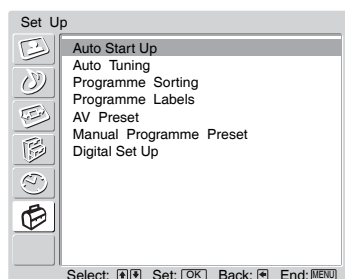 Set Up
Auto Start Up
Auto Tuning
Programme Sorting
Programme Labels
AV Preset
Manual Programme Preset
Digital Set Up
Select: Set: OK Back: End: MENU